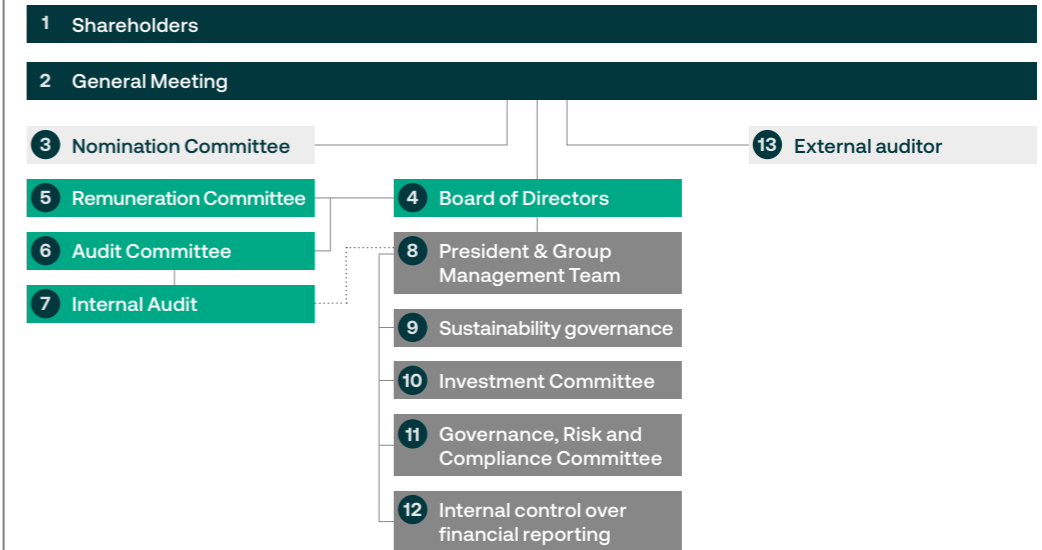 1 Shareholders
2 General Meeting
3 Nomination Committee
13 External auditor
5 Remuneration Committee
4 Board of Directors
6 Audit Committee
8 President & Group
Management Team
7 Internal Audit
9 Sustainability governance
10 Investment Committee
11 Governance, Risk and
Compliance Committee
12 Internal control over
financial reporting